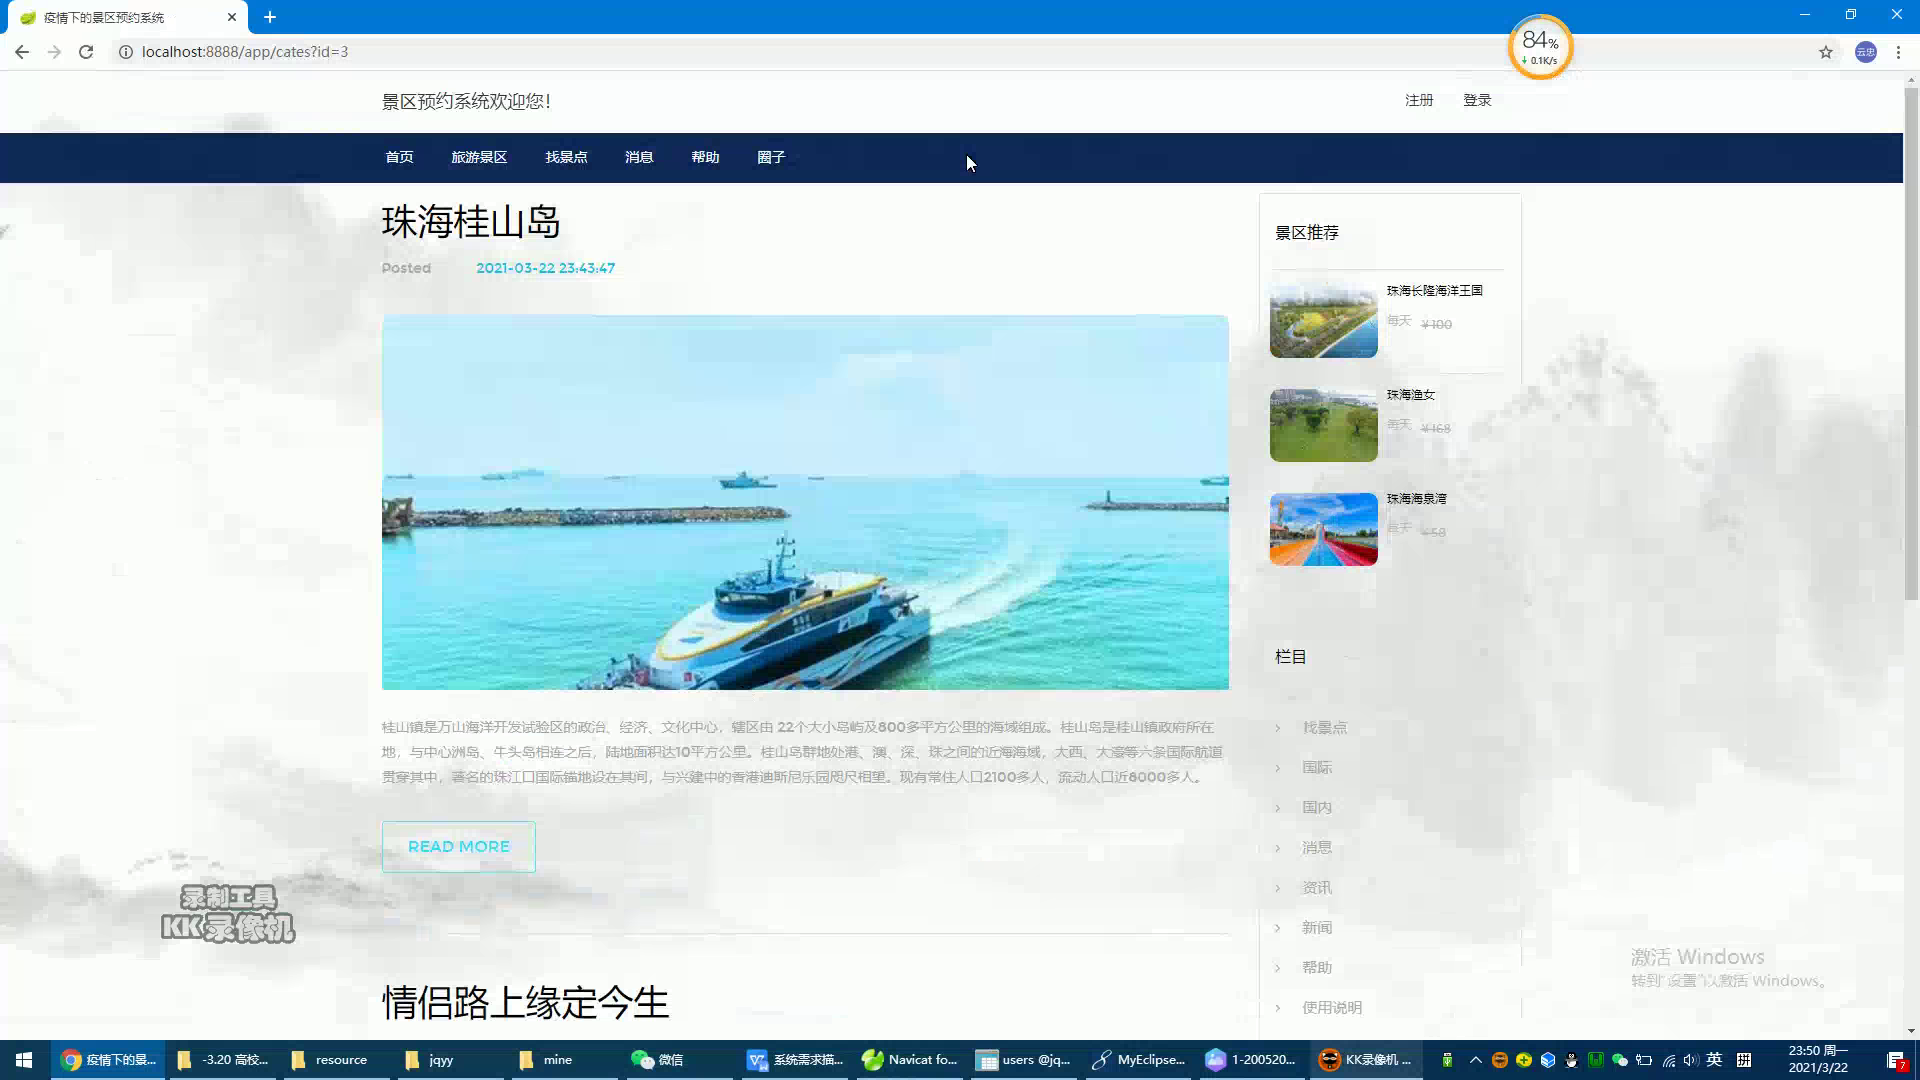 疫情下的景区预约系统
localhost:8888/app/cates?id=3
84%
0.1K/s
云忠
景区预约系统欢迎您!
注册 登录
首页 旅游景区 找景点 消息 帮助 圈子
珠海桂山岛
Posted 2021-03-22 23:43:47
桂山镇是万山海洋开发试验区的政治、经济、文化中心，辖区由 22个大小岛屿及800多平方公里的海域组成。桂山岛是桂山镇政府所在
地，与中心洲岛、牛头岛相连之后，陆地面积达10平方公里。桂山岛群地处港、澳、深、珠之间的近海海域，大西、大濠等六条国际航道
贯穿其中，著名的珠江口国际锚地设在其间，与兴建中的香港迪斯尼乐园咫尺相望。现有常住人口2100多人，流动人口近8000多人。
READ MORE
情侣路上缘定今生
景区推荐
珠海长隆海洋王国
每天 ¥100
珠海渔女
每天 ¥168
珠海海泉湾
每天 ¥58
栏目
找景点
国际
国内
消息
资讯
新闻
帮助
使用说明
录制工具
KK录像机
激活 Windows
转到"设置"以激活 Windows。
疫情下的景... -3.20 高校... resource jqyy mine 微信 系统需求描... Navicat fo... users @jq... MyEclipse... 1-200520... KK录像机 ... 英 拼
23:50 周一
2021/3/22
7